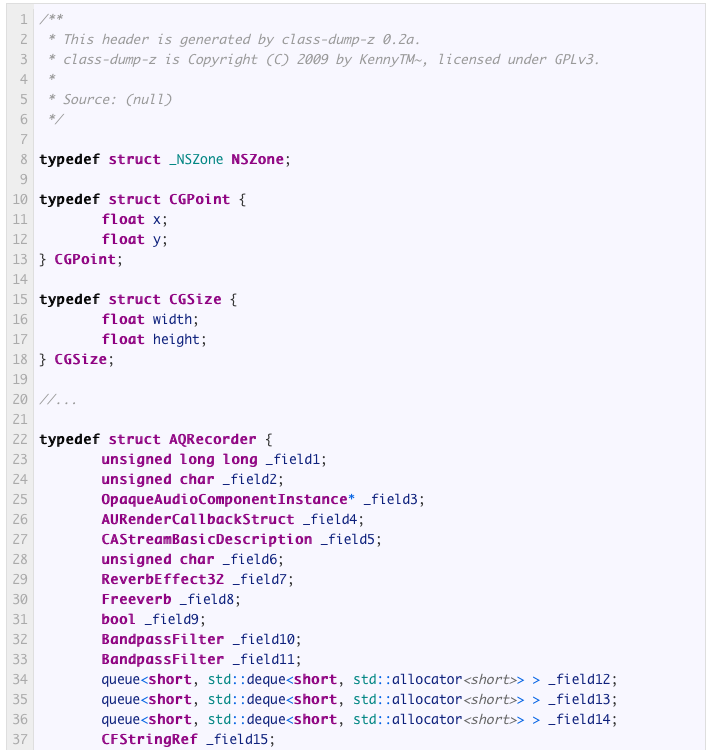 1 /**
2  * This header is generated by class-dump-z 0.2a.
3  * class-dump-z is Copyright (C) 2009 by KennyTM~, licensed under GPLv3.
4  *
5  * Source: (null)
6  */
7
8 typedef struct _NSZone NSZone;
9
10 typedef struct CGPoint {
11         float x;
12         float y;
13 } CGPoint;
14
15 typedef struct CGSize {
16         float width;
17         float height;
18 } CGSize;
19
20 //...
21
22 typedef struct AQRecorder {
23         unsigned long long _field1;
24         unsigned char _field2;
25         OpaqueAudioComponentInstance* _field3;
26         AURenderCallbackStruct _field4;
27         CAStreamBasicDescription _field5;
28         unsigned char _field6;
29         ReverbEffect32 _field7;
30         Freeverb _field8;
31         bool _field9;
32         BandpassFilter _field10;
33         BandpassFilter _field11;
34         queue<short, std::deque<short, std::allocator<short>> > _field12;
35         queue<short, std::deque<short, std::allocator<short>> > _field13;
36         queue<short, std::deque<short, std::allocator<short>> > _field14;
37         CFStringRef _field15;